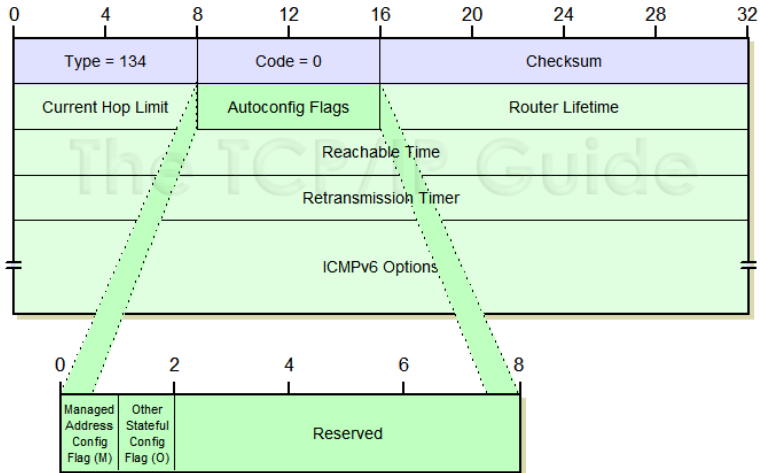 0 4 8 12 16 20 24 28 32
Type = 134 Code = 0 Checksum
Current Hop Limit Autoconfig Flags Router Lifetime
Reachable Time
The TCP/IP Guide
Retransmission Timer
ICMPv6 Options
0 2 4 6 8
Managed
Address
Config
Flag (M)
Other
Stateful
Config
Flag (O)
Reserved